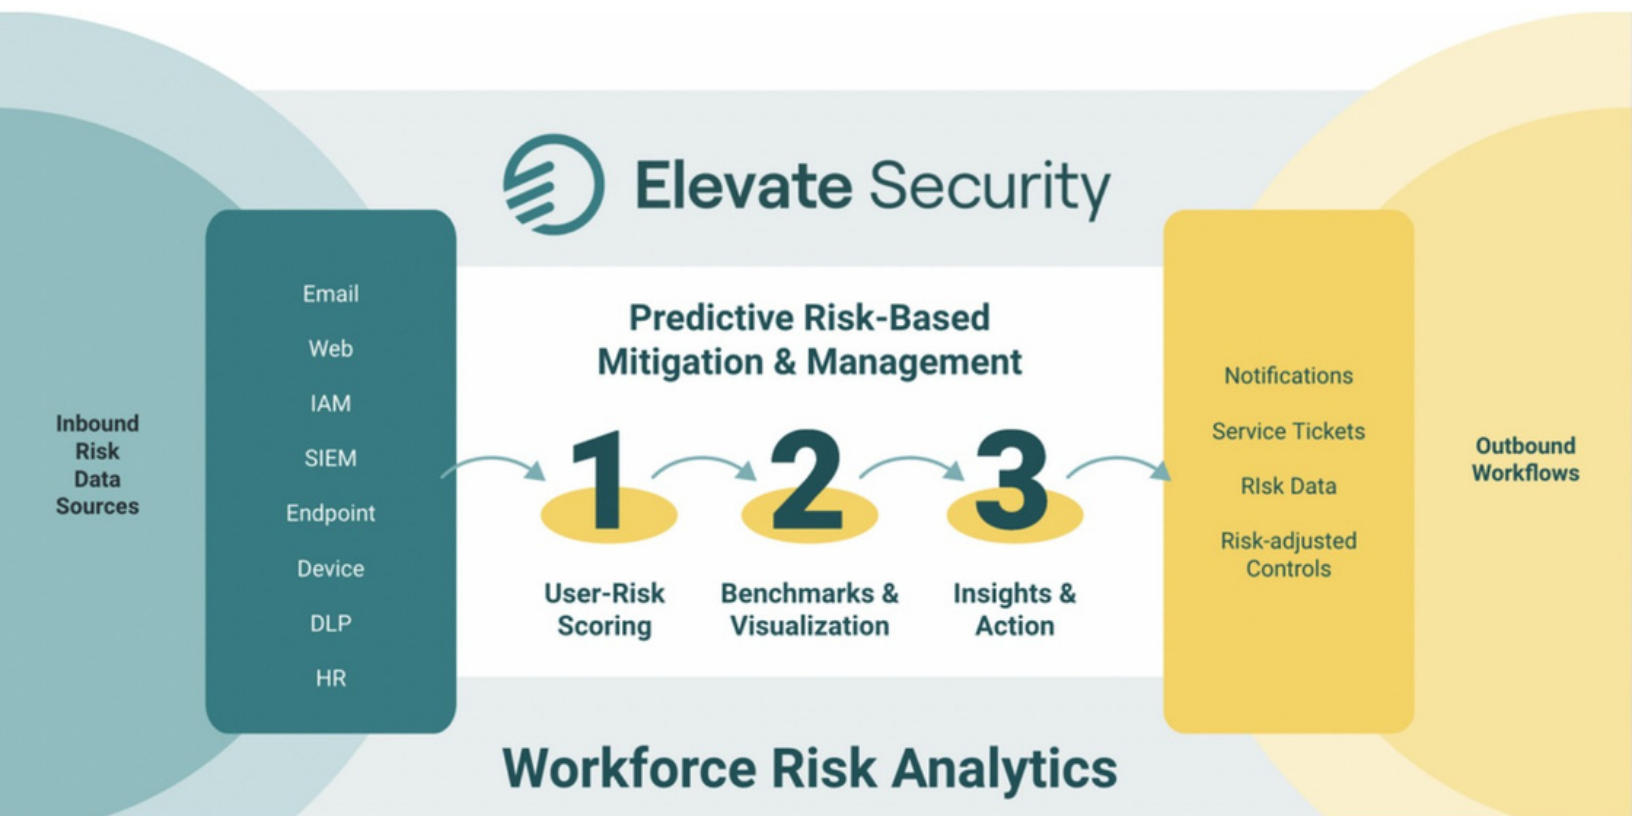 Elevate Security
Inbound
Risk
Data
Sources
Email
Web
IAM
SIEM
Endpoint
Device
DLP
HR
Predictive Risk-Based
Mitigation & Management
1
User-Risk
Scoring
2
Benchmarks &
Visualization
3
Insights &
Action
Notifications
Service Tickets
RIsk Data
Risk-adjusted
Controls
Outbound
Workflows
Workforce Risk Analytics